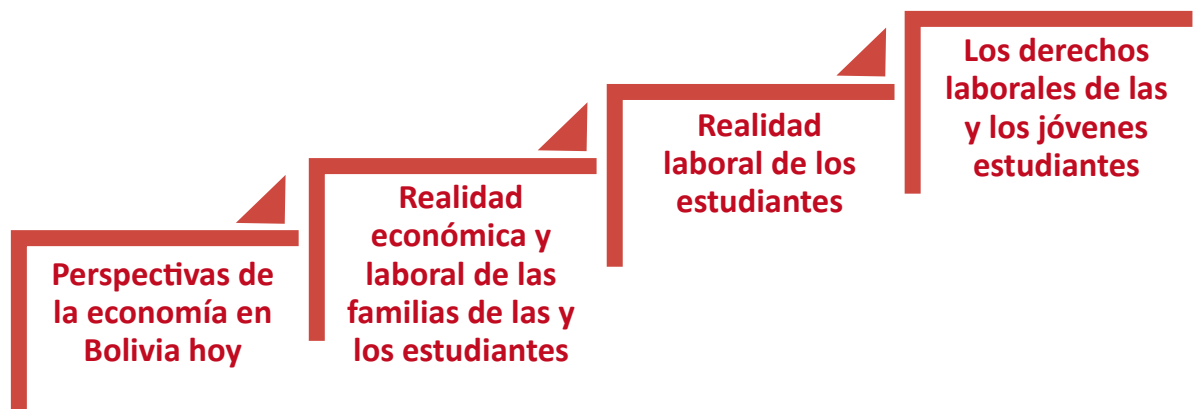 Perspectivas de
la economía en
Bolivia hoy
Realidad
económica y
laboral de las
familias de las y
los estudiantes
Realidad
laboral de los
estudiantes
Los derechos
laborales de las
y los jóvenes
estudiantes